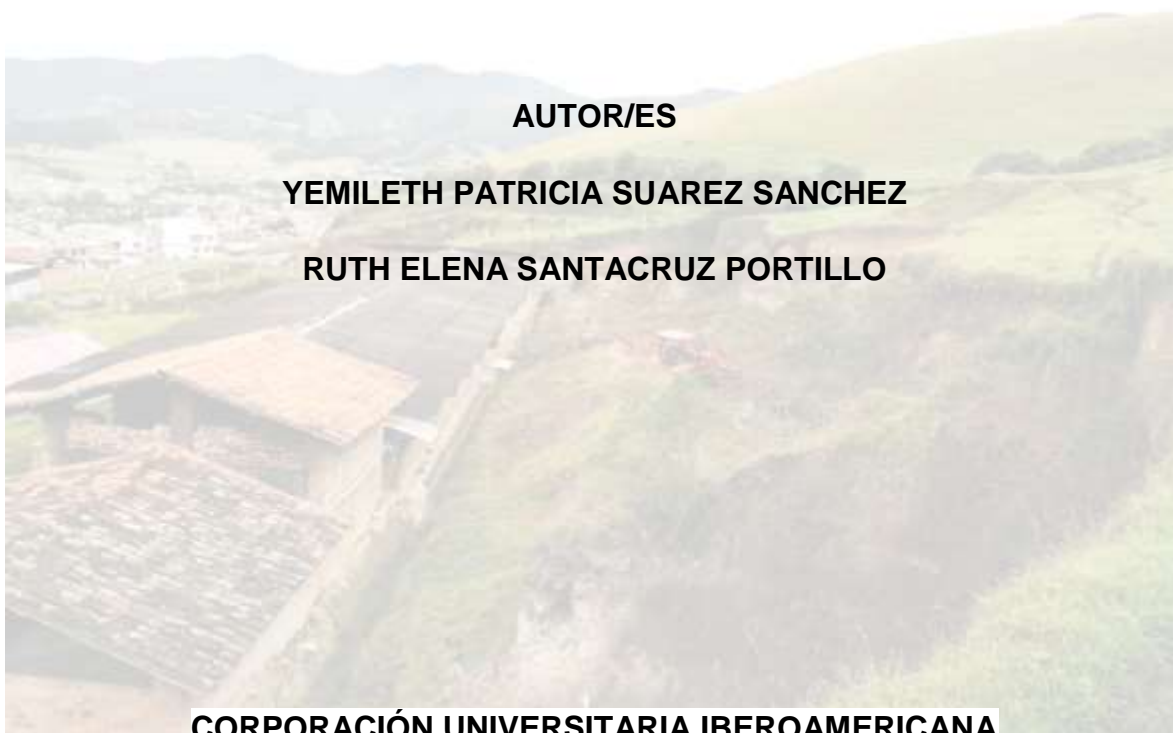 AUTOR/ES
YEMILETH PATRICIA SUAREZ SANCHEZ
RUTH ELENA SANTACRUZ PORTILLO
CORPORACIÓN UNIVERSITARIA IBEROAMERICANA